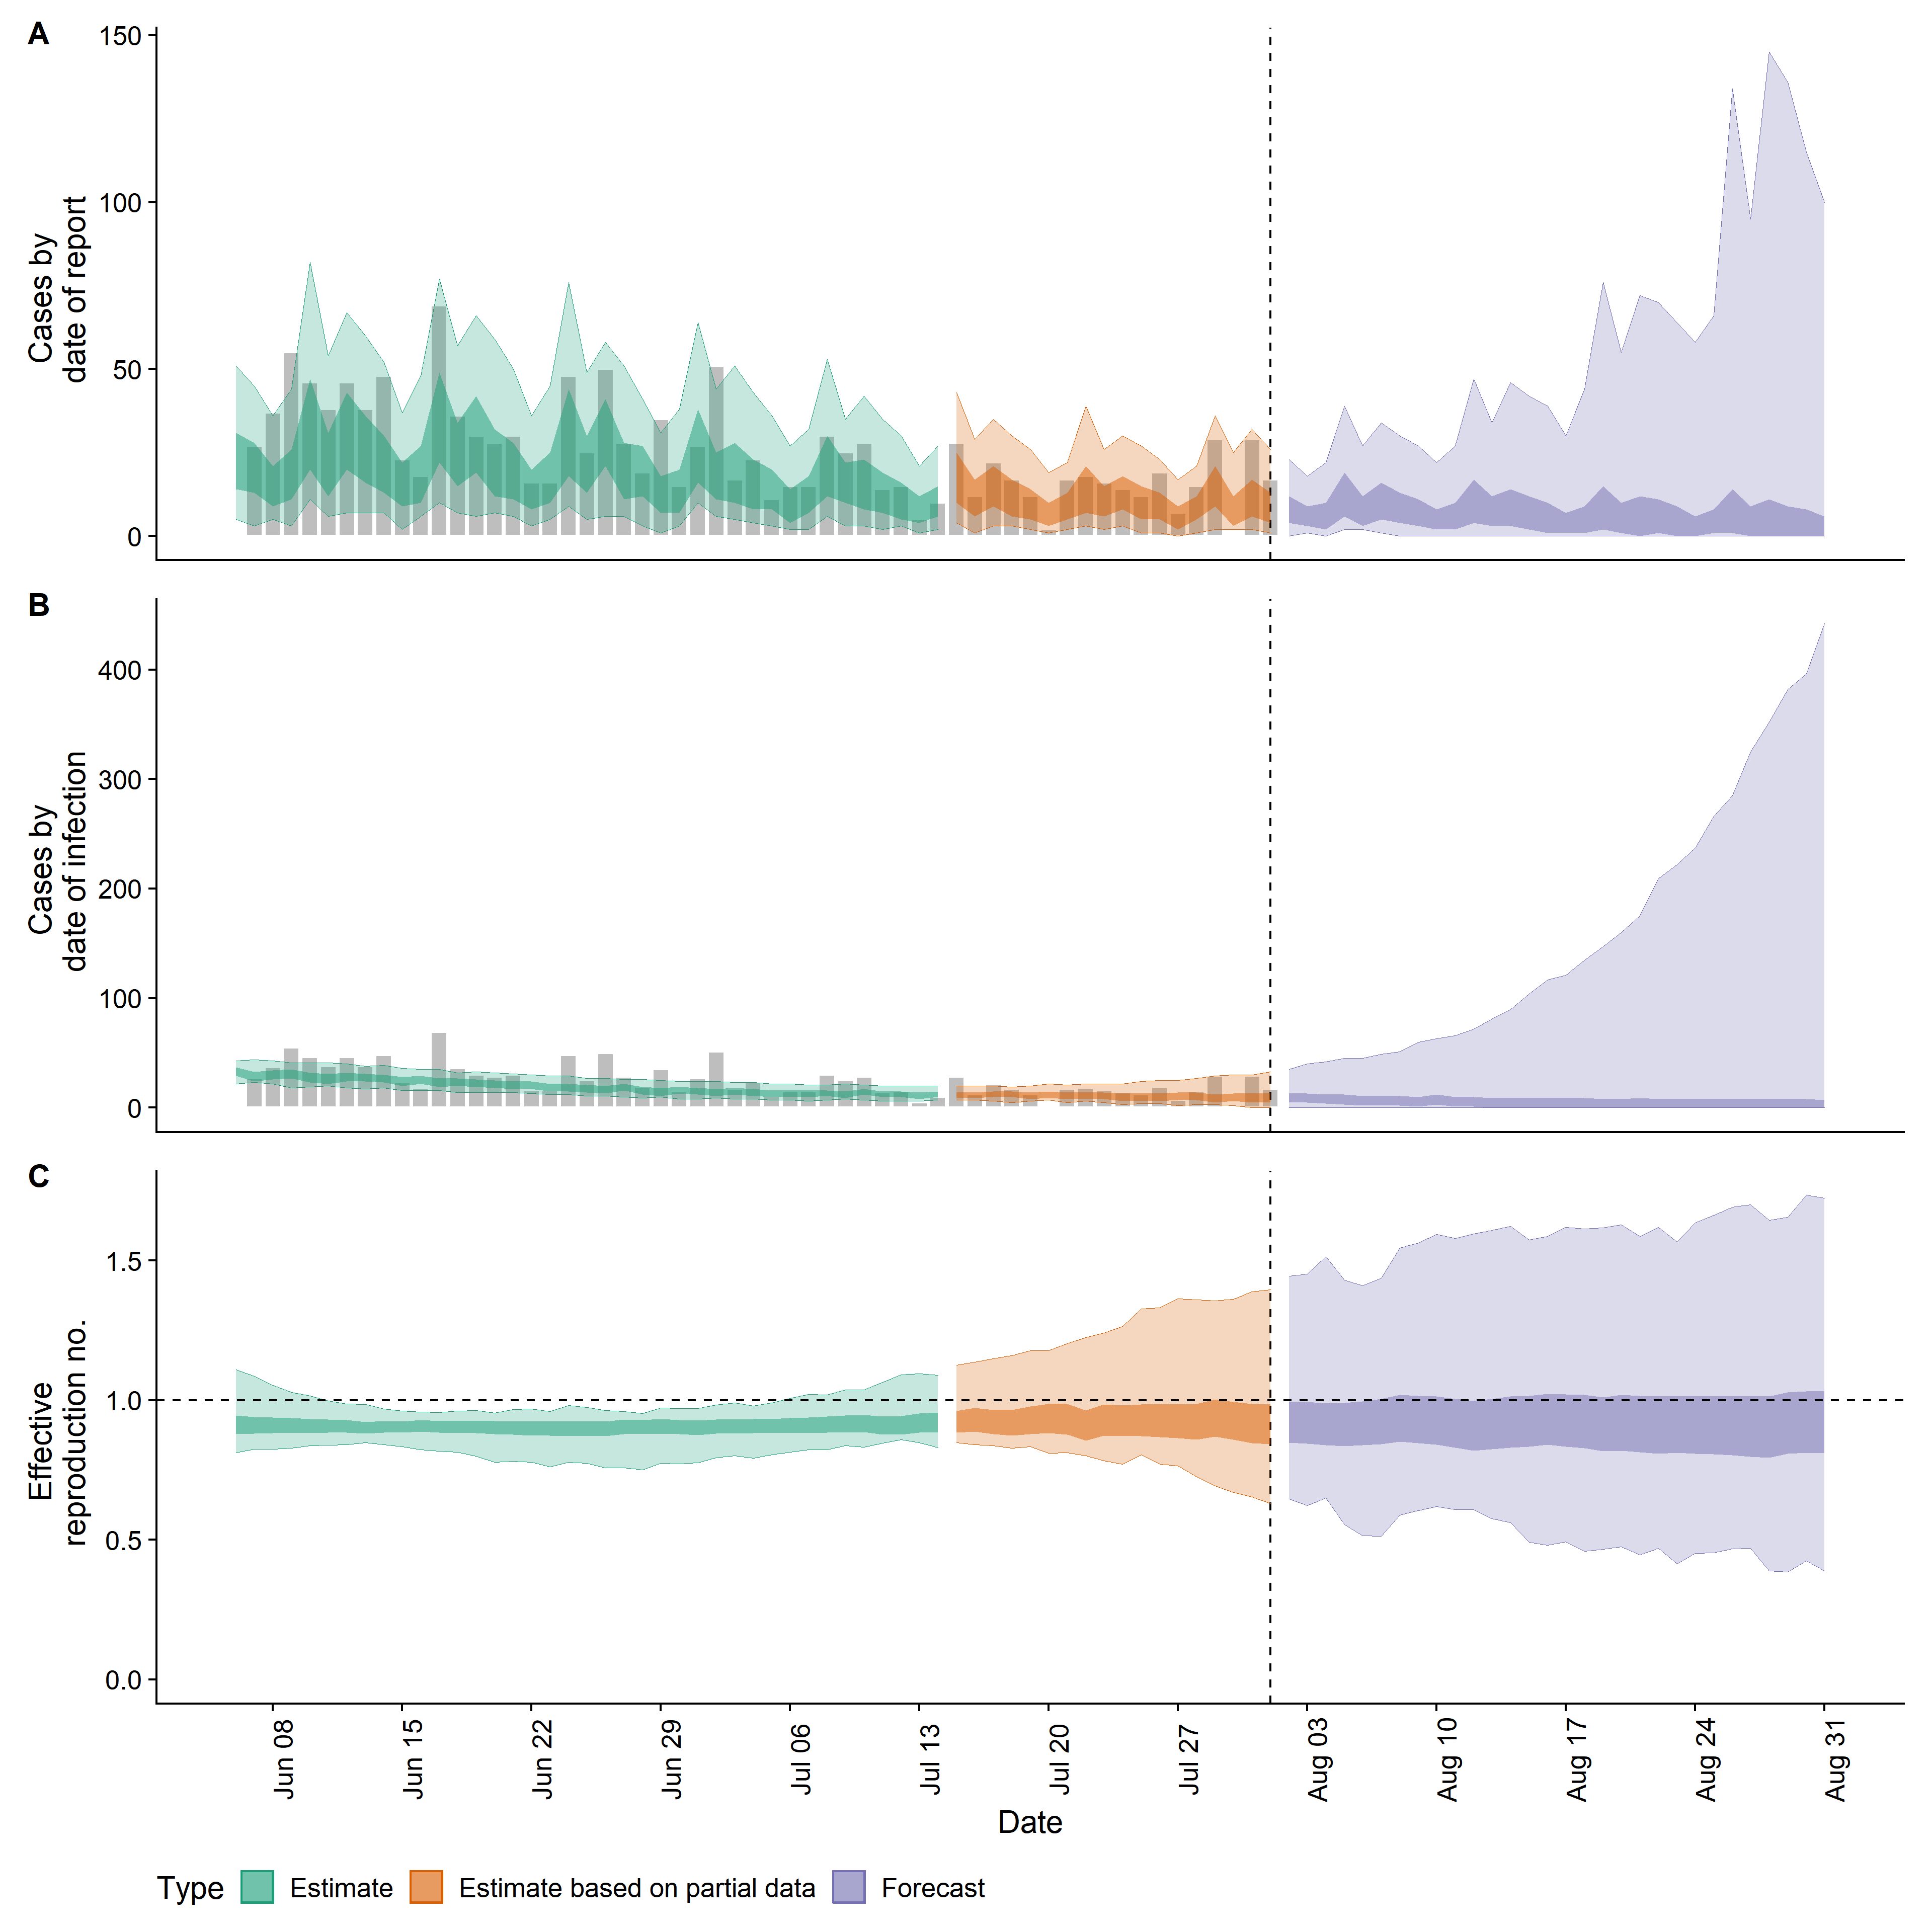 A
Cases by
date of report
150
100
50
0
B
Cases by
date of infection
400
300
200
100
0
C
Effective
reproduction no.
1.5
1.0
0.5
0.0
Jun 08
Jun 15
Jun 22
Jun 29
Jul 06
Jul 13
Jul 20
Jul 27
Aug 03
Aug 10
Aug 17
Aug 24
Aug 31
Date
Type Estimate Estimate based on partial data Forecast